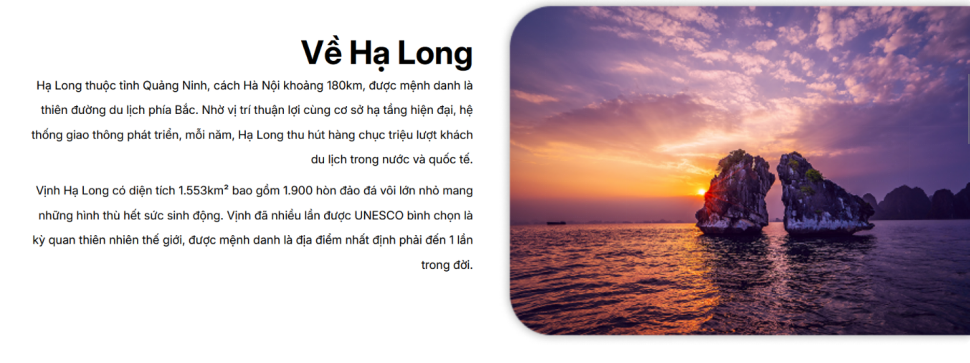 Về Hạ Long
Hạ Long thuộc tỉnh Quảng Ninh, cách Hà Nội khoảng 180km, được mệnh danh là
thiên đường du lịch phía Bắc. Nhờ vị trí thuận lợi cùng cơ sở hạ tầng hiện đại, hệ
thống giao thông phát triển, mỗi năm, Hạ Long thu hút hàng chục triệu lượt khách
du lịch trong nước và quốc tế.
Vịnh Hạ Long có diện tích 1.553km² bao gồm 1.900 hòn đảo đá vôi lớn nhỏ mang
những hình thù hết sức sinh động. Vịnh đã nhiều lần được UNESCO bình chọn là
kỳ quan thiên nhiên thế giới, được mệnh danh là địa điểm nhất định phải đến 1 lần
trong đời.